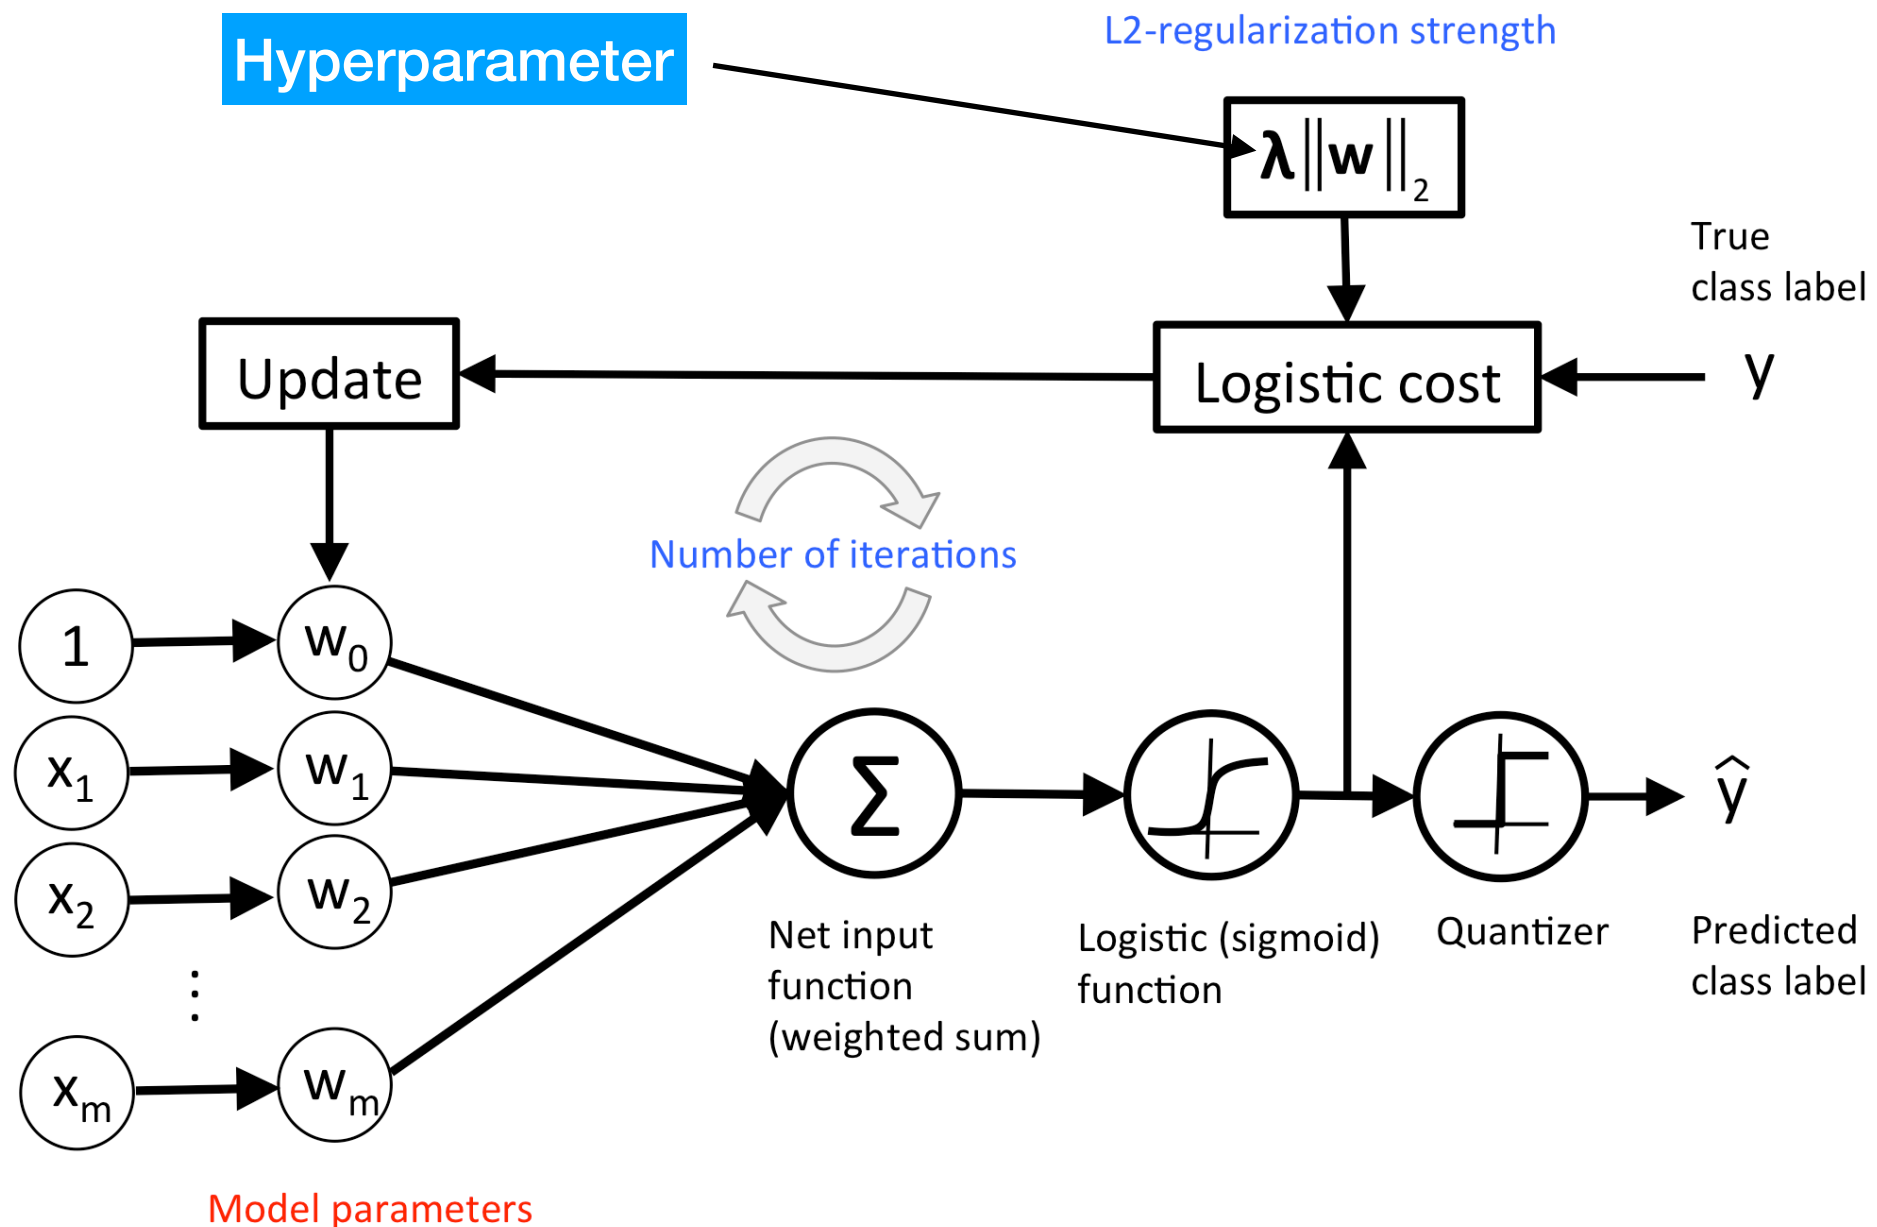 Hyperparameter
L2-regularization strength
λ||w||₂
True
class label
Update
Logistic cost
y
Number of iterations
1
w₀
x₁
w₁
Σ
ŷ
x₂
w₂
Net input
function
(weighted sum)
Logistic (sigmoid)
function
Quantizer
Predicted
class label
⋮
xₘ
wₘ
Model parameters